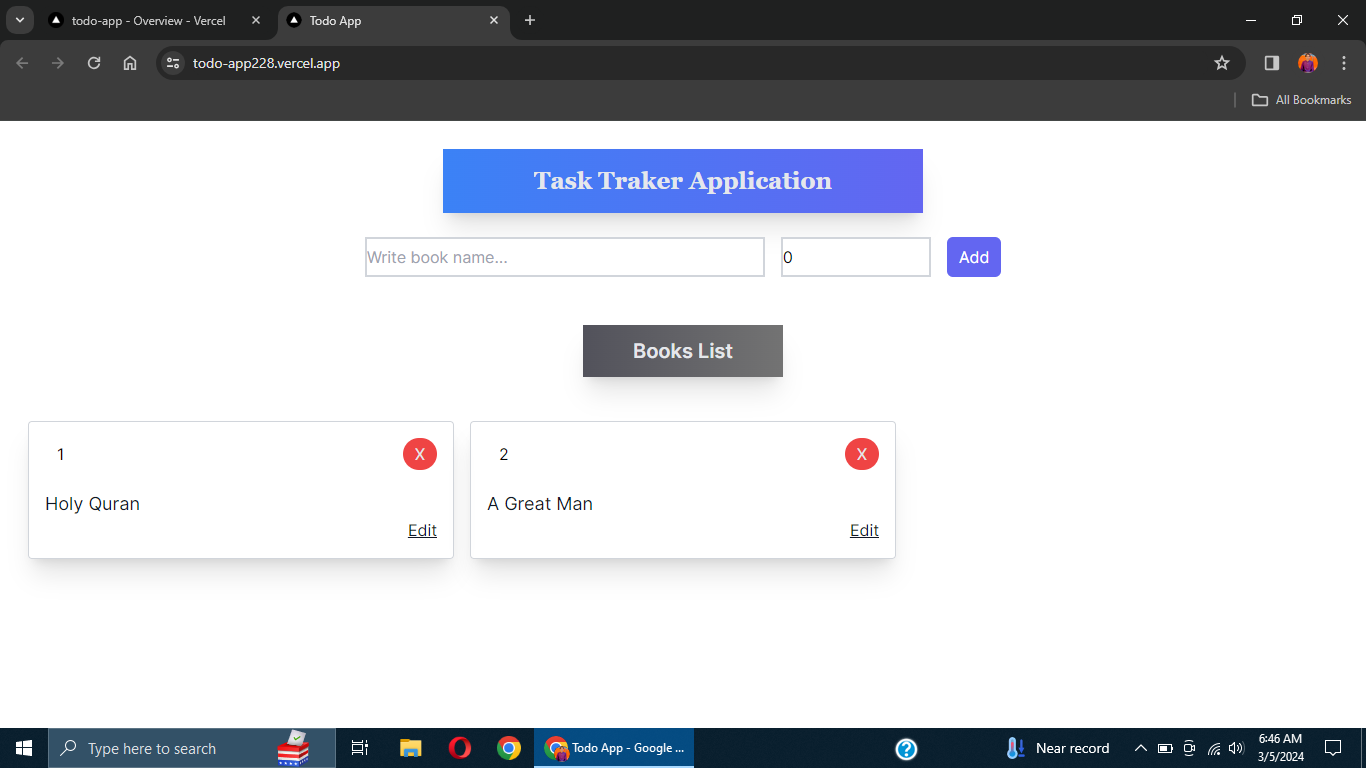 todo-app - Overview - Vercel
Todo App
todo-app228.vercel.app
All Bookmarks
Task Traker Application
Write book name...
0
Add
Books List
1 X
Holy Quran
Edit
2 X
A Great Man
Edit
Type here to search
Todo App - Google ...
Near record
6:46 AM
3/5/2024